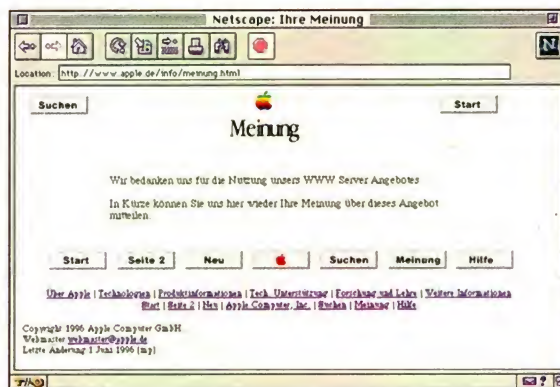 Netscape: Ihre Meinung
N
Location: http://www.apple.de/info/meinung.html
Suchen
Start
Meinung
Wir bedanken uns für die Nutzung unsers WWW Server Angebotes
In Kürze können Sie uns hier wieder Ihre Meinung über dieses Angebot
mitteilen.
Start
Seite 2
Neu
Suchen
Meinung
Hilfe
Über Apple | Technologien | Produktinformationen | Tech. Unterstützung | Forschung und Lehre | Weitere Informationen
Start | Seite 2 | Neu | Apple Computer, Inc. | Suchen | Meinung | Hilfe
Copyright 1996 Apple Computer GmbH
Webmaster webmaster@apple.de
Letzte Änderung 1 Juni 1996 [mp]